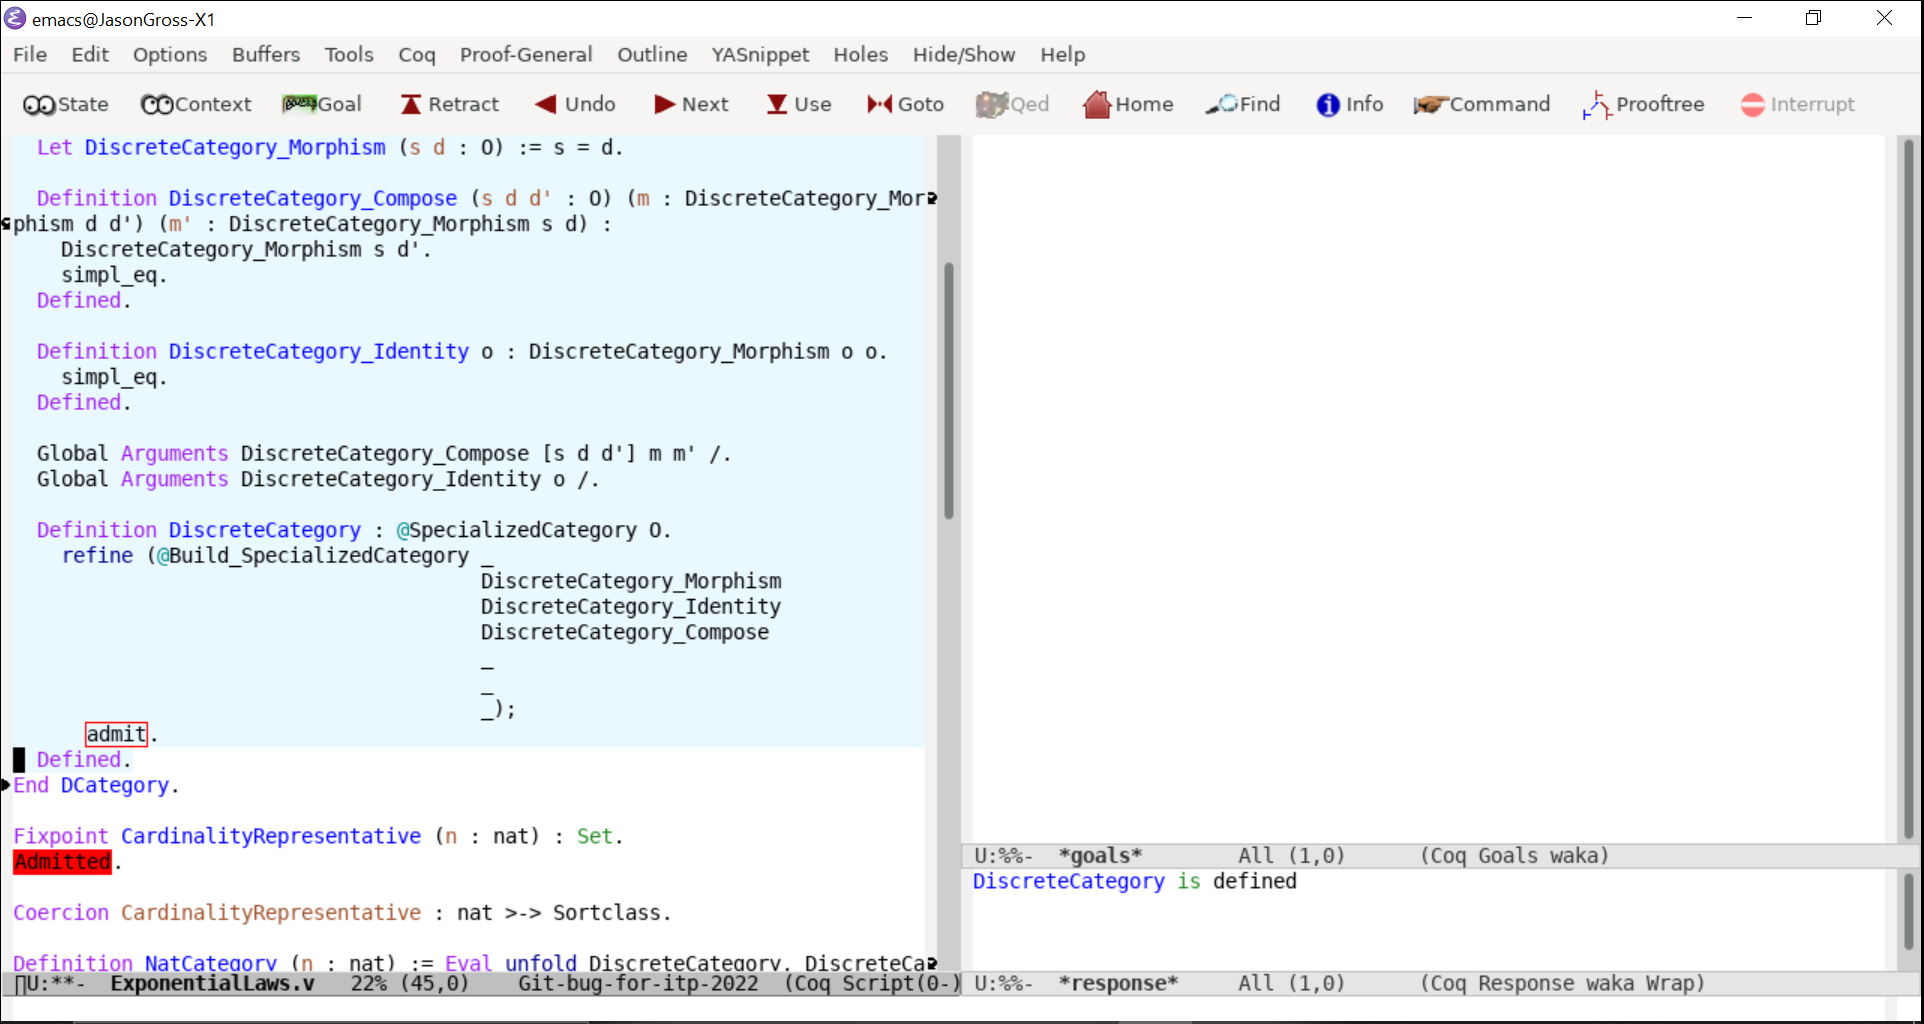 emacs@JasonGross-X1
File Edit Options Buffers Tools Coq Proof-General Outline YASnippet Holes Hide/Show Help
State Context Goal Retract Undo Next Use Goto Qed Home Find Info Command Prooftree Interrupt
Let DiscreteCategory_Morphism (s d : O) := s = d.
Definition DiscreteCategory_Compose (s d d' : O) (m : DiscreteCategory_Mor
phism d d') (m' : DiscreteCategory_Morphism s d) :
DiscreteCategory_Morphism s d'.
simpl_eq.
Defined.
Definition DiscreteCategory_Identity o : DiscreteCategory_Morphism o o.
simpl_eq.
Defined.
Global Arguments DiscreteCategory_Compose [s d d'] m m' /.
Global Arguments DiscreteCategory_Identity o /.
Definition DiscreteCategory : @SpecializedCategory O.
refine (@Build_SpecializedCategory _
DiscreteCategory_Morphism
DiscreteCategory_Identity
DiscreteCategory_Compose
_
_
_);
admit.
Defined.
End DCategory.
Fixpoint CardinalityRepresentative (n : nat) : Set.
Admitted.
Coercion CardinalityRepresentative : nat >-> Sortclass.
Definition NatCategory (n : nat) := Eval unfold DiscreteCategory, DiscreteCa
U:**- ExponentialLaws.v 22% (45,0) Git-bug-for-itp-2022 (Coq Script(0-)
U:%%- *goals* All (1,0) (Coq Goals waka)
DiscreteCategory is defined
U:%%- *response* All (1,0) (Coq Response waka Wrap)